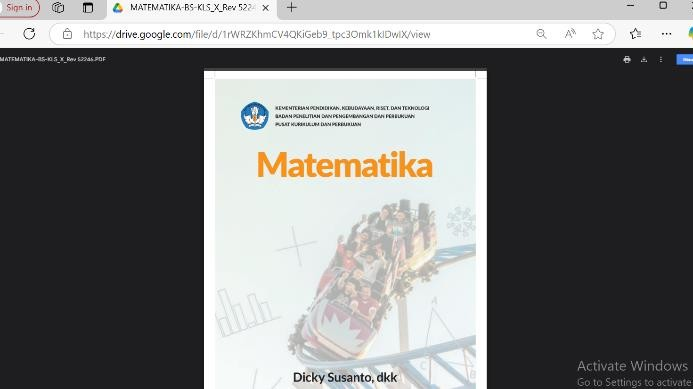 Sign in
MATEMATIKA-BS-KLS_X_Rev 5224
https://drive.google.com/file/d/1rWRZKhmCV4QKiGeb9_tpc3Omk1kIDwIX/view
MATEMATIKA-BS-KLS_X_Rev 52246.PDF
KEMENTERIAN PENDIDIKAN, KEBUDAYAAN, RISET, DAN TEKNOLOGI
BADAN PENELITIAN DAN PENGEMBANGAN DAN PERBUKUAN
PUSAT KURIKULUM DAN PERBUKUAN
Matematika
Dicky Susanto, dkk
Activate Windows
Go to Settings to activate